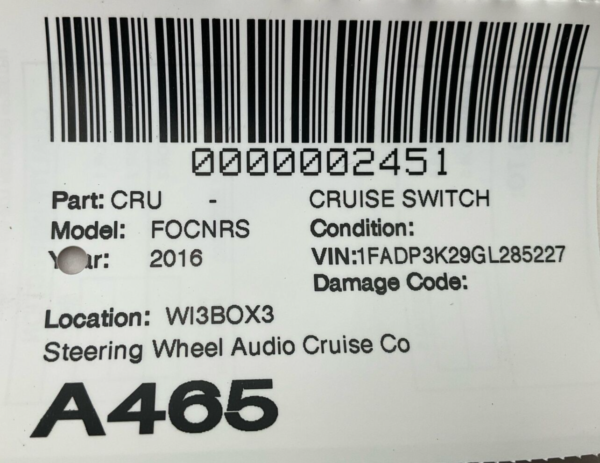 0000002451
Part: CRU - CRUISE SWITCH
Model: FOCNRS Condition:
Year: 2016 VIN:1FADP3K29GL285227
Damage Code:
Location: WI3BOX3
Steering Wheel Audio Cruise Co
A465